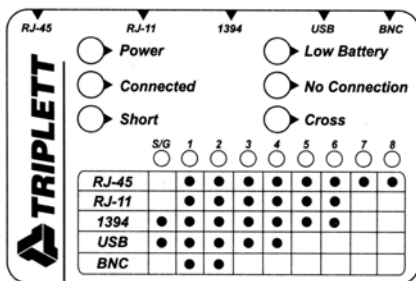 RJ-45 RJ-11 1394 USB BNC
Power Low Battery
Connected No Connection
Short Cross
S/G 1 2 3 4 5 6 7 8
RJ-45
RJ-11
1394
USB
BNC
TRIPLETT